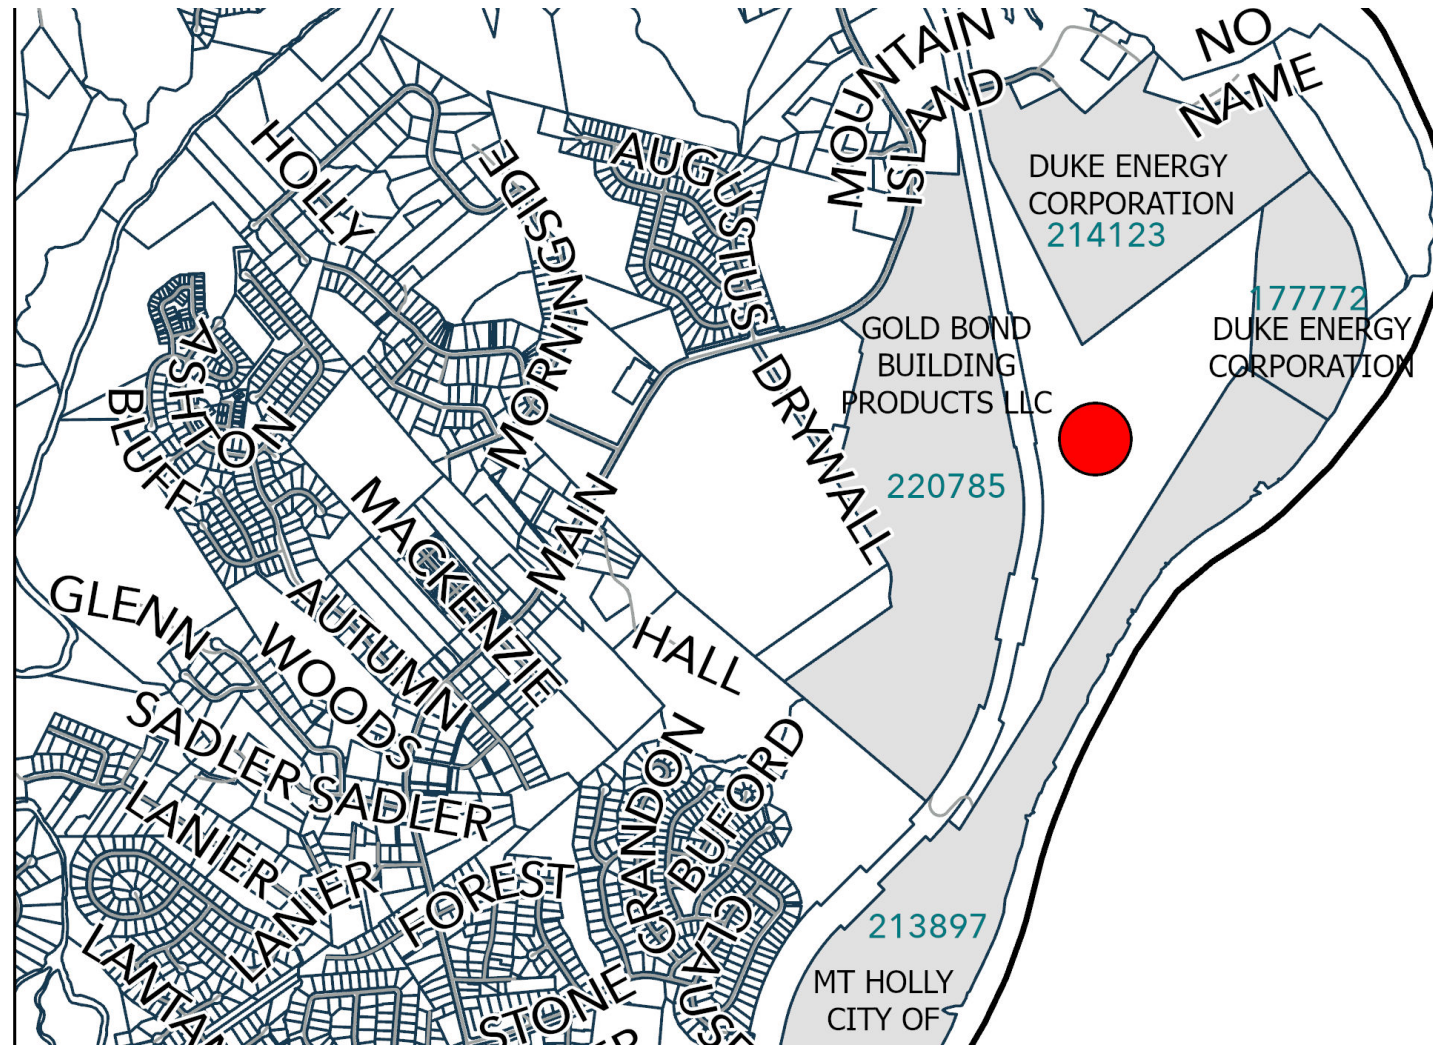 NO
NAME
MOUNTAIN
ISLAND
HOLLY
MORNINGSIDE
AUGUSTUS
DUKE ENERGY
CORPORATION
214123
177772
DUKE ENERGY
CORPORATION
GOLD BOND
BUILDING
PRODUCTS LLC
220785
DRYWALL
ASHTON
BLUFF
MAIN
MACKENZIE
HALL
GLENN
AUTUMN
WOODS
SADLER
SADLER
LANIER
LANIER
FOREST
CRANDON
BUFORD
213897
MT HOLLY
CITY OF
STONE